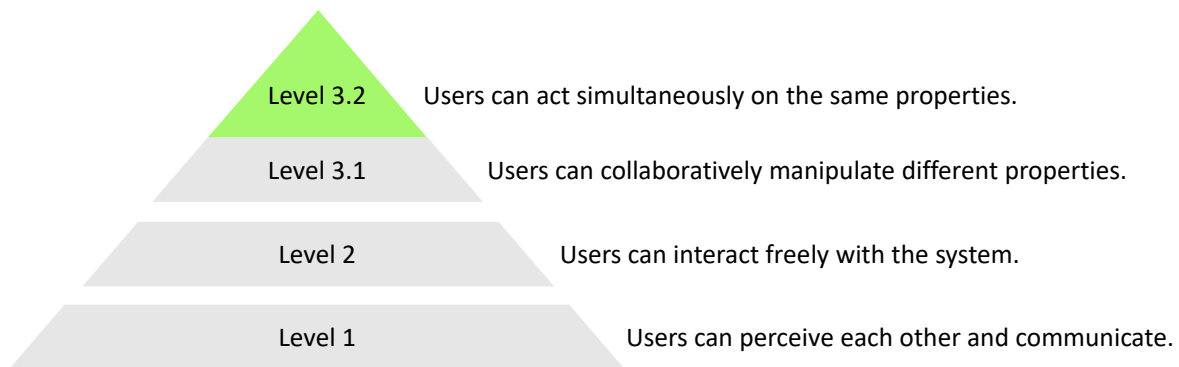 Level 3.2 Users can act simultaneously on the same properties.
Level 3.1 Users can collaboratively manipulate different properties.
Level 2 Users can interact freely with the system.
Level 1 Users can perceive each other and communicate.